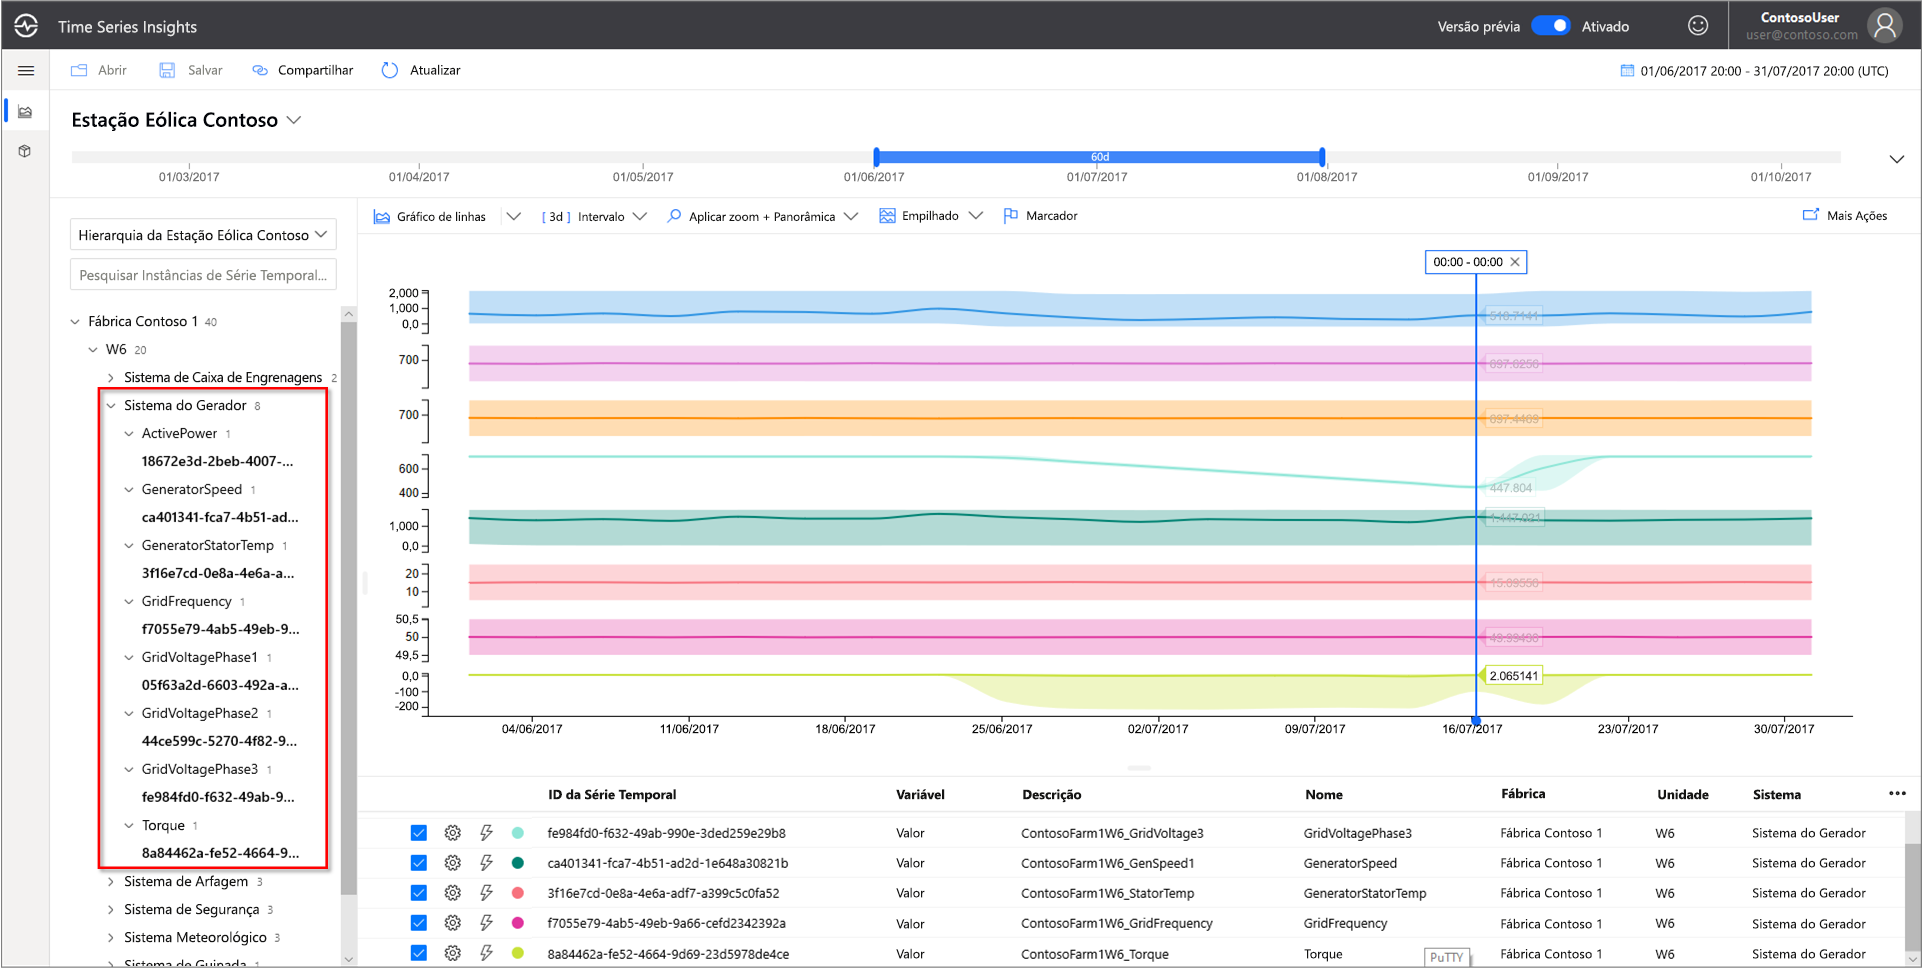 Time Series Insights
Versão prévia Ativado
ContosoUser
user@contoso.com
Abrir Salvar Compartilhar Atualizar
01/06/2017 20:00 - 31/07/2017 20:00 (UTC)
Estação Eólica Contoso
60d
01/03/2017 01/04/2017 01/05/2017 01/06/2017 01/07/2017 01/08/2017 01/09/2017 01/10/2017
Hierarquia da Estação Eólica Contoso
Pesquisar Instâncias de Série Temporal...
Fábrica Contoso 1 40
W6 20
Sistema de Caixa de Engrenagens 2
Sistema do Gerador 8
ActivePower 1
18672e3d-2beb-4007-...
GeneratorSpeed 1
ca401341-fca7-4b51-ad...
GeneratorStatorTemp 1
3f16e7cd-0e8a-4e6a-a...
GridFrequency 1
f7055e79-4ab5-49eb-9...
GridVoltagePhase1 1
05f63a2d-6603-492a-a...
GridVoltagePhase2 1
44ce599c-5270-4f82-9...
GridVoltagePhase3 1
fe984fd0-f632-49ab-9...
Torque 1
8a84462a-fe52-4664-9...
Sistema de Arfagem 3
Sistema de Segurança 3
Sistema Meteorológico 3
Sistema de Guinada 1
Gráfico de linhas [ 3d ] Intervalo Aplicar zoom + Panorâmica Empilhado Marcador Mais Ações
00:00 - 00:00
2,000
1,000
0,0
518.7141
700
697.6256
700
697.4469
600
400
447.804
1,000
0,0
1.447.021
20
10
50,5
50
49,5
0,0
-100
-200
2.065141
04/06/2017 11/06/2017 18/06/2017 25/06/2017 02/07/2017 09/07/2017 16/07/2017 23/07/2017 30/07/2017
ID da Série Temporal Variável Descrição Nome Fábrica Unidade Sistema
fe984fd0-f632-49ab-990e-3ded259e29b8 Valor ContosoFarm1W6_GridVoltage3 GridVoltagePhase3 Fábrica Contoso 1 W6 Sistema do Gerador
ca401341-fca7-4b51-ad2d-1e648a30821b Valor ContosoFarm1W6_GenSpeed1 GeneratorSpeed Fábrica Contoso 1 W6 Sistema do Gerador
3f16e7cd-0e8a-4e6a-adf7-a399c5c0fa52 Valor ContosoFarm1W6_StatorTemp GeneratorStatorTemp Fábrica Contoso 1 W6 Sistema do Gerador
f7055e79-4ab5-49eb-9a66-cefd2342392a Valor ContosoFarm1W6_GridFrequency GridFrequency Fábrica Contoso 1 W6 Sistema do Gerador
8a84462a-fe52-4664-9d69-23d5978de4ce Valor ContosoFarm1W6_Torque Torque Fábrica Contoso 1 W6 Sistema do Gerador
PuTTY